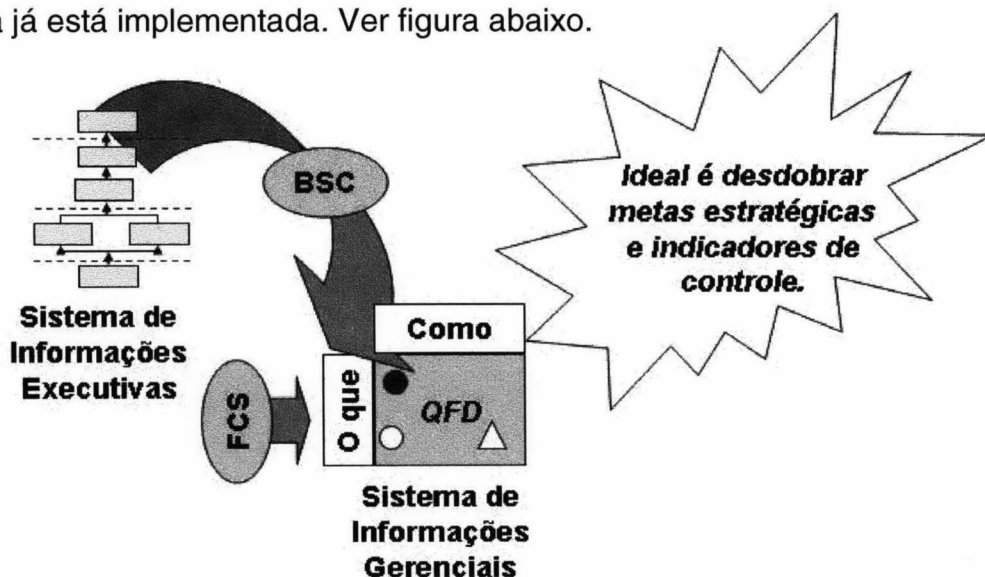 já está implementada. Ver figura abaixo.
BSC
Ideal é desdobrar
metas estratégicas
e indicadores de
controle.
Sistema de
Informações
Executivas
Como
O que
QFD
FCS
Sistema de
Informações
Gerenciais